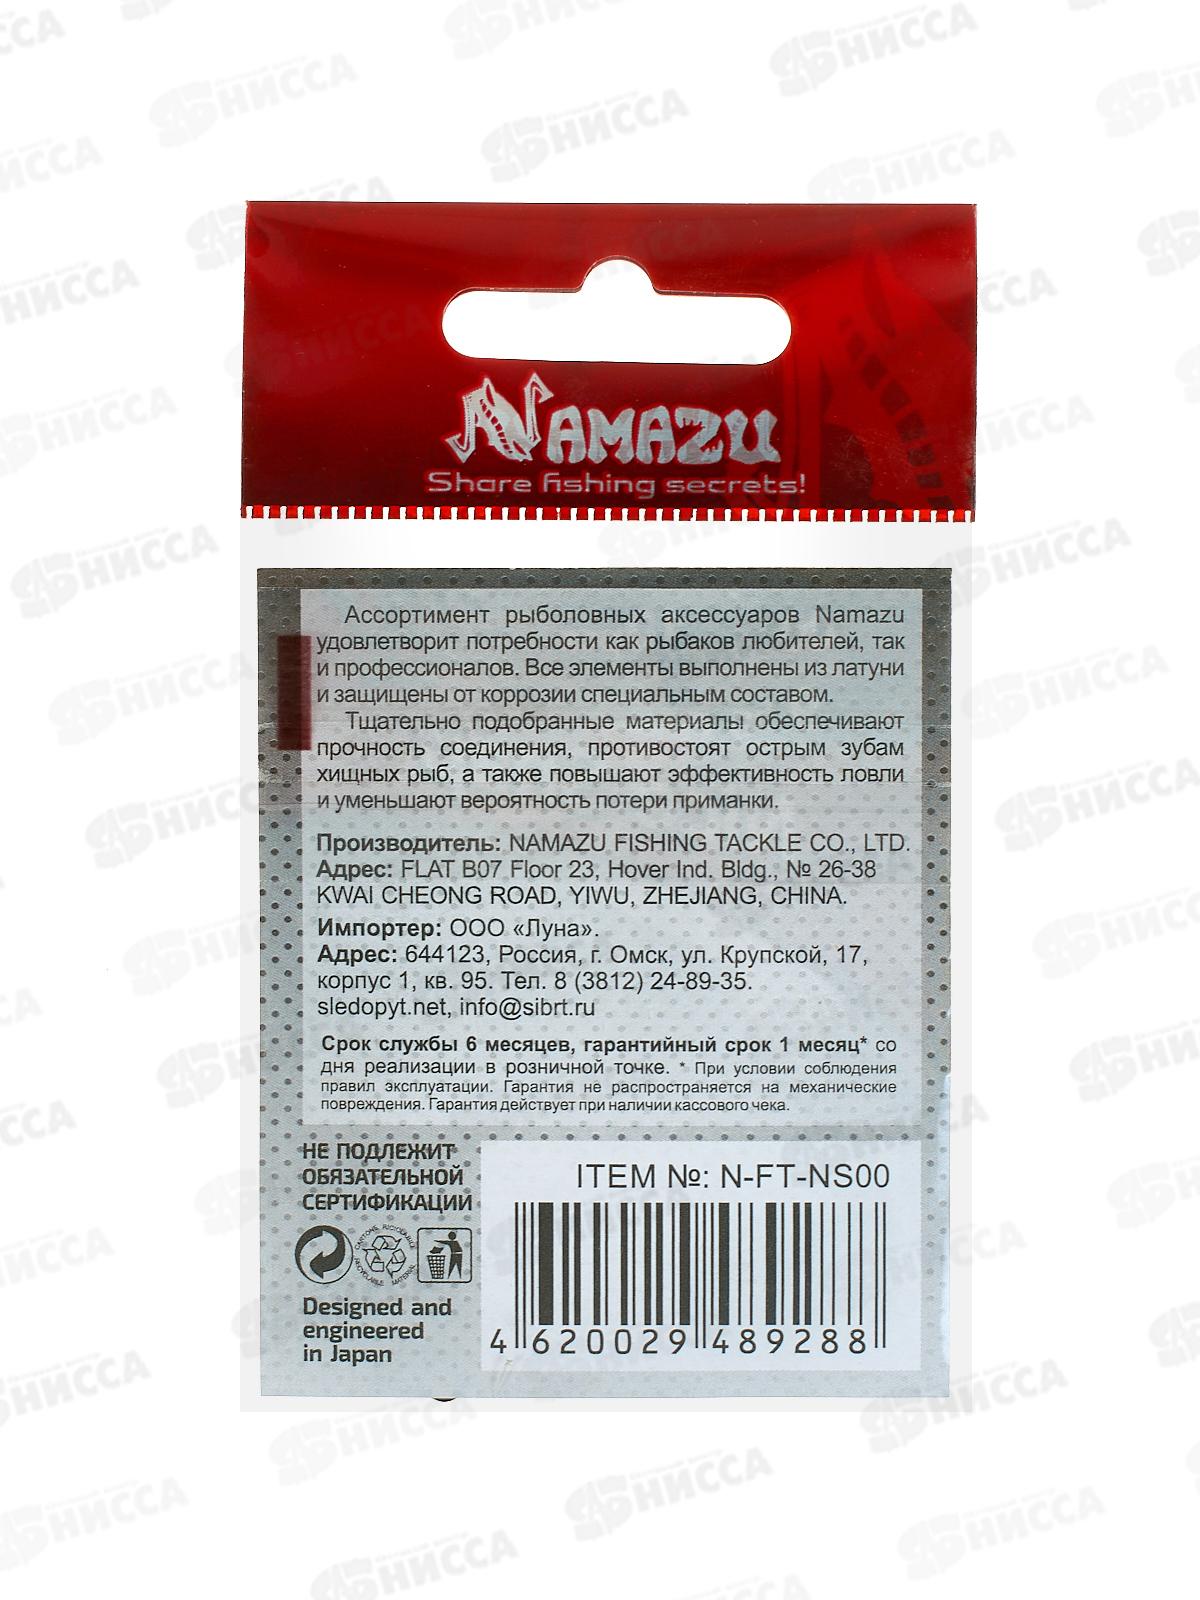 NAMAZU
Share fishing secrets!
Ассортимент рыболовных аксессуаров Namazu
удовлетворит потребности как рыбаков любителей, так
и профессионалов. Все элементы выполнены из латуни
и защищены от коррозии специальным составом.
Тщательно подобранные материалы обеспечивают
прочность соединения, противостоят острым зубам
хищных рыб, а также повышают эффективность ловли
и уменьшают вероятность потери приманки.
Производитель: NAMAZU FISHING TACKLE CO., LTD.
Адрес: FLAT B07 Floor 23, Hover Ind. Bldg., № 26-38
KWAI CHEONG ROAD, YIWU, ZHEJIANG, CHINA.
Импортер: ООО «Луна».
Адрес: 644123, Россия, г. Омск, ул. Крупской, 17,
корпус 1, кв. 95. Тел. 8 (3812) 24-89-35.
sledopyt.net, info@sibrt.ru
Срок службы 6 месяцев, гарантийный срок 1 месяц* со
дня реализации в розничной точке. * При условии соблюдения
правил эксплуатации. Гарантия не распространяется на механические
повреждения. Гарантия действует при наличии кассового чека.
НЕ ПОДЛЕЖИТ
ОБЯЗАТЕЛЬНОЙ
СЕРТИФИКАЦИИ
Designed and
engineered
in Japan
ITEM №: N-FT-NS00
4 620029 489288